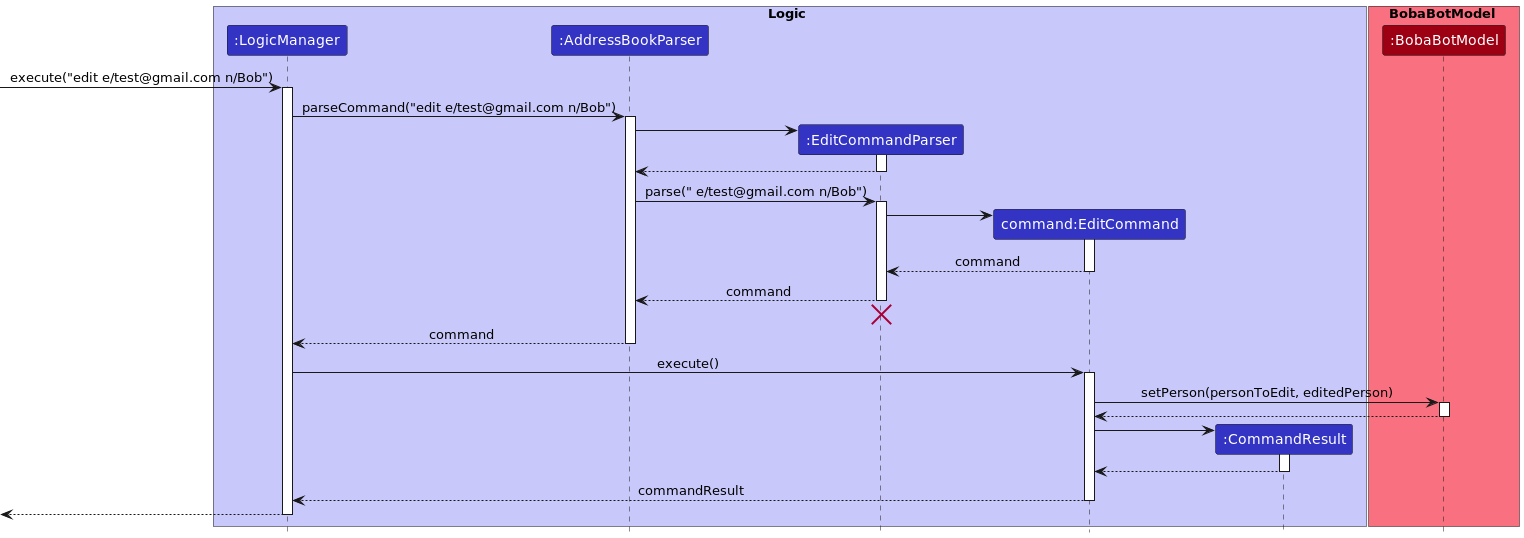 Logic
BobaBotModel
:LogicManager
:AddressBookParser
:BobaBotModel
execute("edit e/test@gmail.com n/Bob")
parseCommand("edit e/test@gmail.com n/Bob")
:EditCommandParser
parse(" e/test@gmail.com n/Bob")
command:EditCommand
command
command
command
execute()
setPerson(personToEdit, editedPerson)
:CommandResult
commandResult